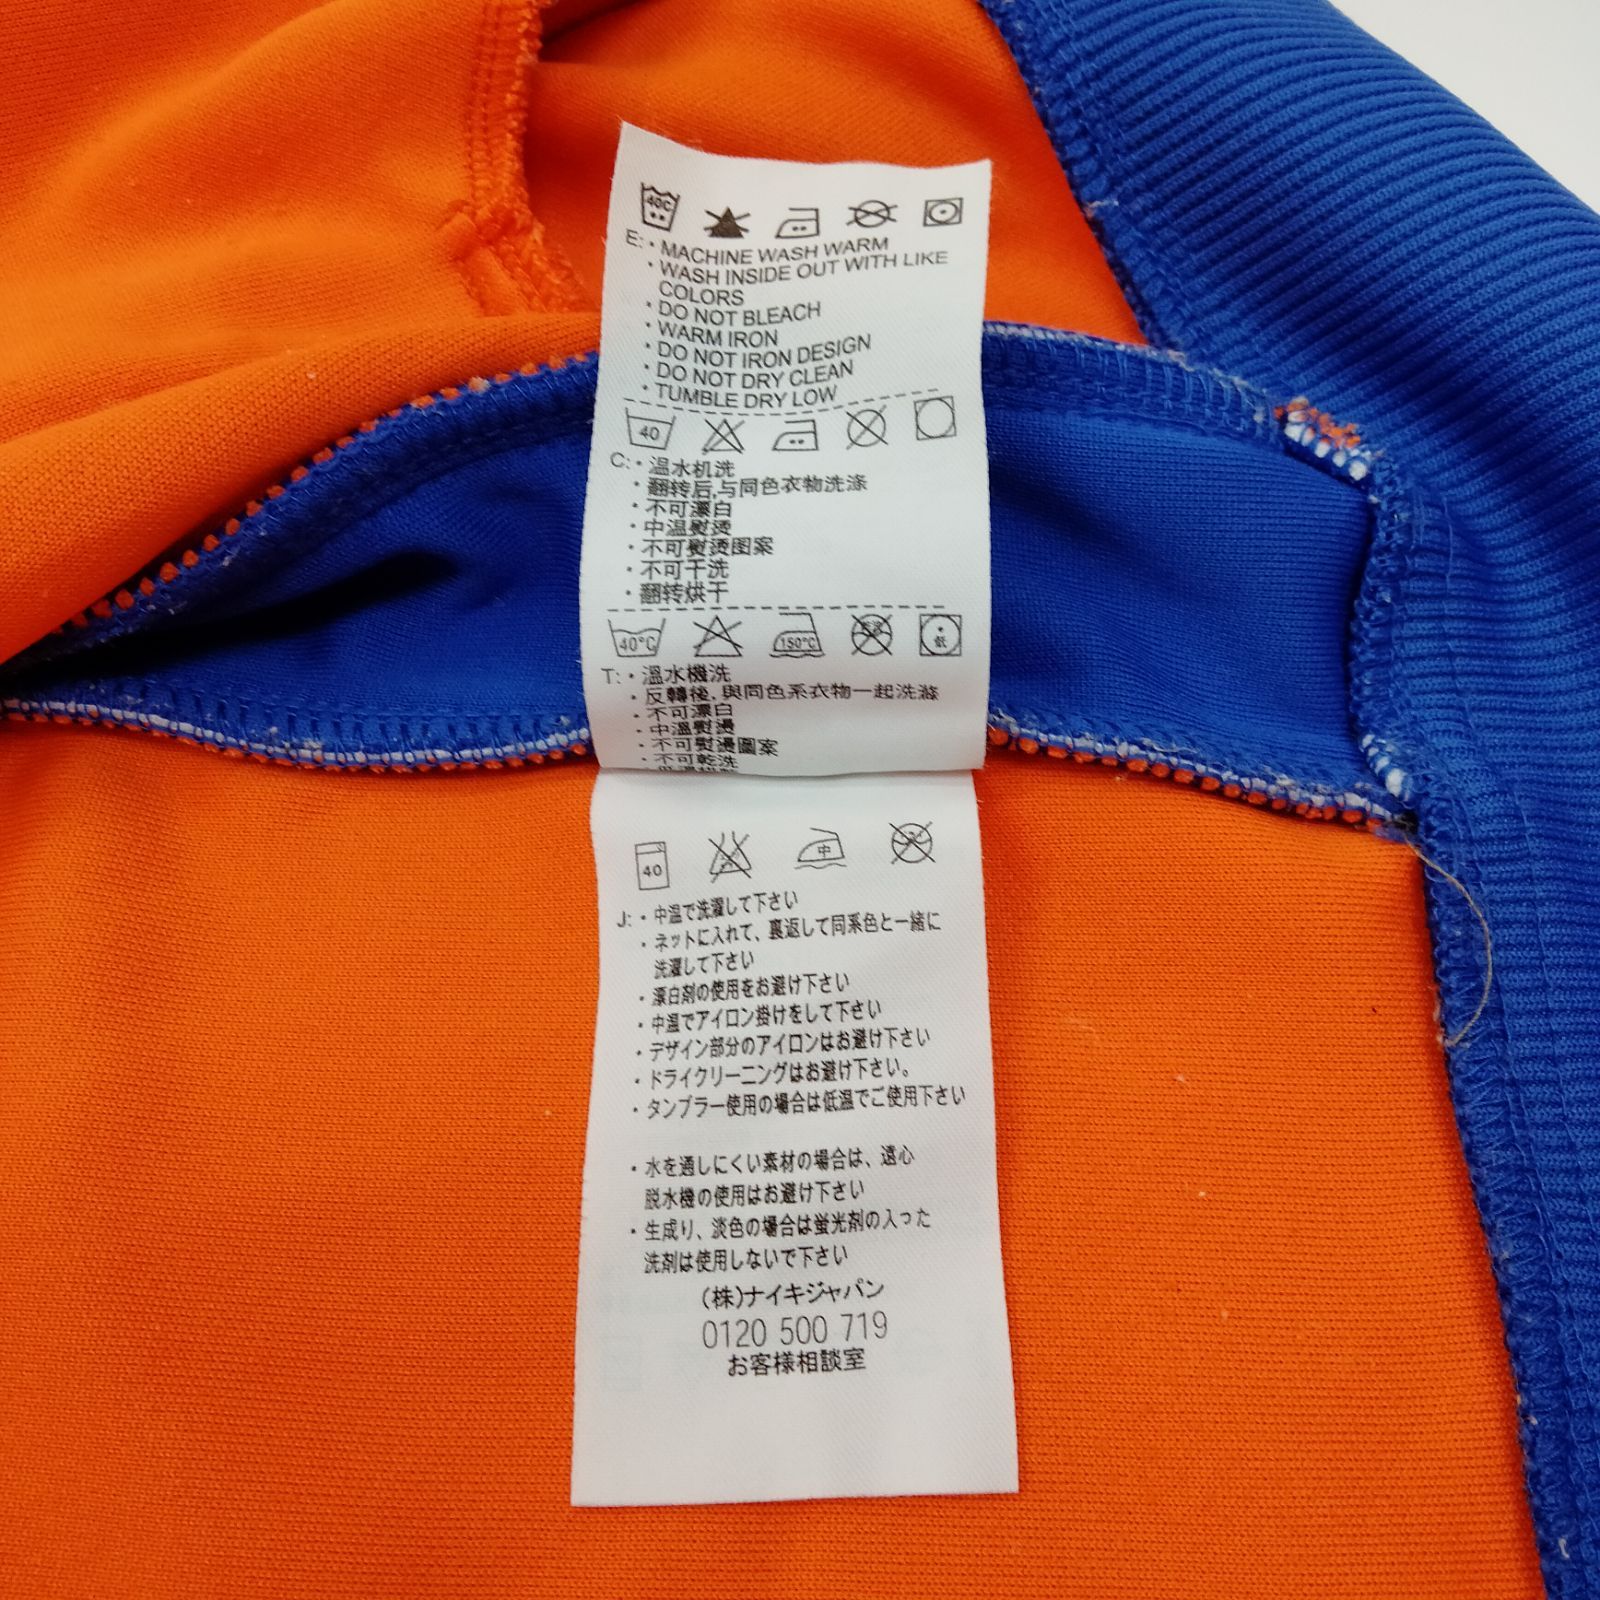 40C
E:・MACHINE WASH WARM
・WASH INSIDE OUT WITH LIKE
COLORS
・DO NOT BLEACH
・WARM IRON
・DO NOT IRON DESIGN
・DO NOT DRY CLEAN
・TUMBLE DRY LOW
40
C:・温水机洗
・翻转后,与同色衣物洗涤
・不可漂白
・中温熨烫
・不可熨烫图案
・不可干洗
・翻转烘干
40°C 150°C 低
T:・溫水機洗
・反轉後,與同色系衣物一起洗滌
・不可漂白
・中溫熨燙
・不可熨燙圖案
・不可乾洗
40 中
J:・中温で洗濯して下さい
・ネットに入れて、裏返して同系色と一緒に
洗濯して下さい
・漂白剤の使用をお避け下さい
・中温でアイロン掛けをして下さい
・デザイン部分のアイロンはお避け下さい
・ドライクリーニングはお避け下さい。
・タンブラー使用の場合は低温でご使用下さい
・水を通しにくい素材の場合は、遠心
脱水機の使用はお避け下さい
・生成り、淡色の場合は蛍光剤の入った
洗剤は使用しないで下さい
(株)ナイキジャパン
0120 500 719
お客様相談室